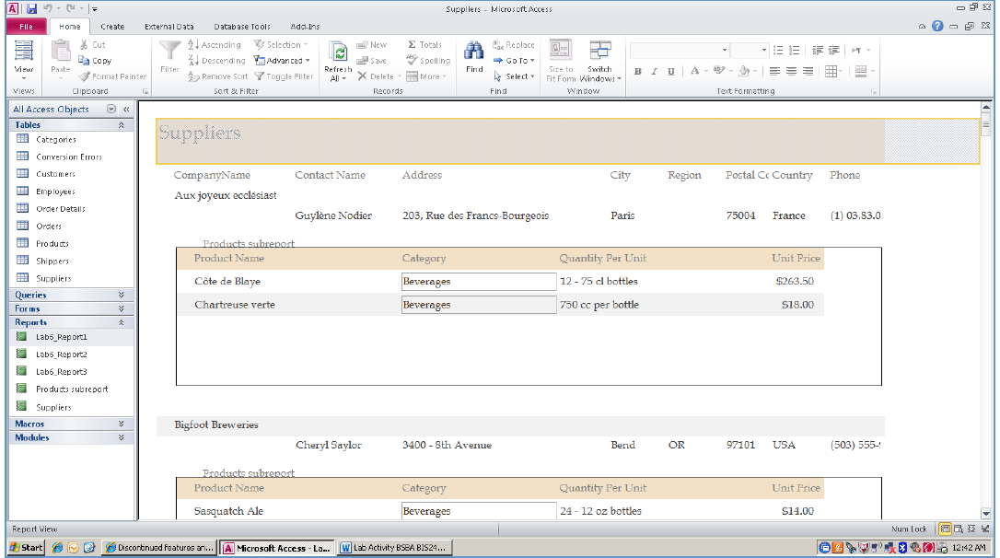 Suppliers - Microsoft Access
File Home Create External Data Database Tools Add-Ins
View Paste Cut Copy Format Painter
Filter Ascending Descending Remove Sort Selection Advanced Toggle Filter
Refresh All New Save Delete Totals Spelling More
Find Replace Go To Select
Size to Fit Form Switch Windows
B I U A
Views Clipboard Sort & Filter Records Find Window Text Formatting
All Access Objects
Tables
Categories
Conversion Errors
Customers
Employees
Order Details
Orders
Products
Shippers
Suppliers
Queries
Forms
Reports
Lab6_Report1
Lab6_Report2
Lab6_Report3
Products subreport
Suppliers
Macros
Modules
Suppliers
CompanyName Contact Name Address City Region Postal Cc Country Phone
Aux joyeux ecclésiast
Guylène Nodier 203, Rue des Francs-Bourgeois Paris 75004 France (1) 03.83.0
Products subreport
Product Name Category Quantity Per Unit Unit Price
Côte de Blaye Beverages 12 - 75 cl bottles $263.50
Chartreuse verte Beverages 750 cc per bottle $18.00
Bigfoot Breweries
Cheryl Saylor 3400 - 8th Avenue Bend OR 97101 USA (503) 555-
Products subreport
Product Name Category Quantity Per Unit Unit Price
Sasquatch Ale Beverages 24 - 12 oz bottles $14.00
Report View Num Lock
Start Discontinued features an... Microsoft Access - La... Lab Activity BSBA BIS24... 12:42 AM